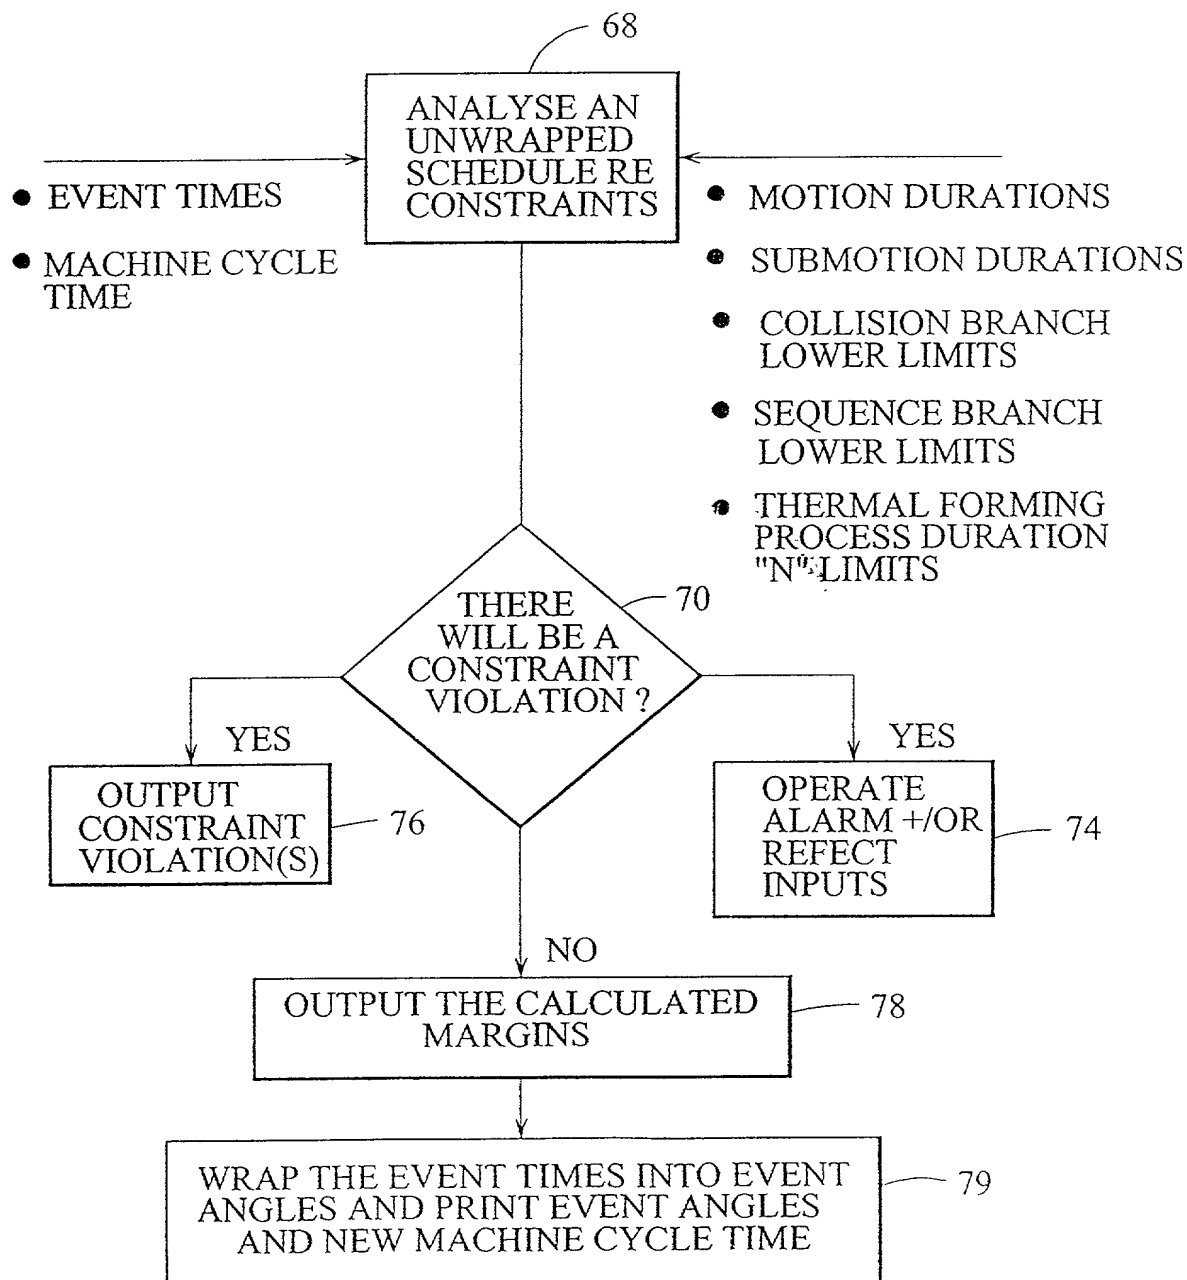 68
ANALYSE AN
UNWRAPPED
SCHEDULE RE
CONSTRAINTS
• EVENT TIMES
• MACHINE CYCLE
TIME
• MOTION DURATIONS
• SUBMOTION DURATIONS
• COLLISION BRANCH
LOWER LIMITS
• SEQUENCE BRANCH
LOWER LIMITS
• THERMAL FORMING
PROCESS DURATION
"N" LIMITS
70
THERE
WILL BE A
CONSTRAINT
VIOLATION ?
YES
OUTPUT
CONSTRAINT
VIOLATION(S)
76
YES
OPERATE
ALARM +/OR
REFECT
INPUTS
74
NO
OUTPUT THE CALCULATED
MARGINS
78
WRAP THE EVENT TIMES INTO EVENT
ANGLES AND PRINT EVENT ANGLES
AND NEW MACHINE CYCLE TIME
79